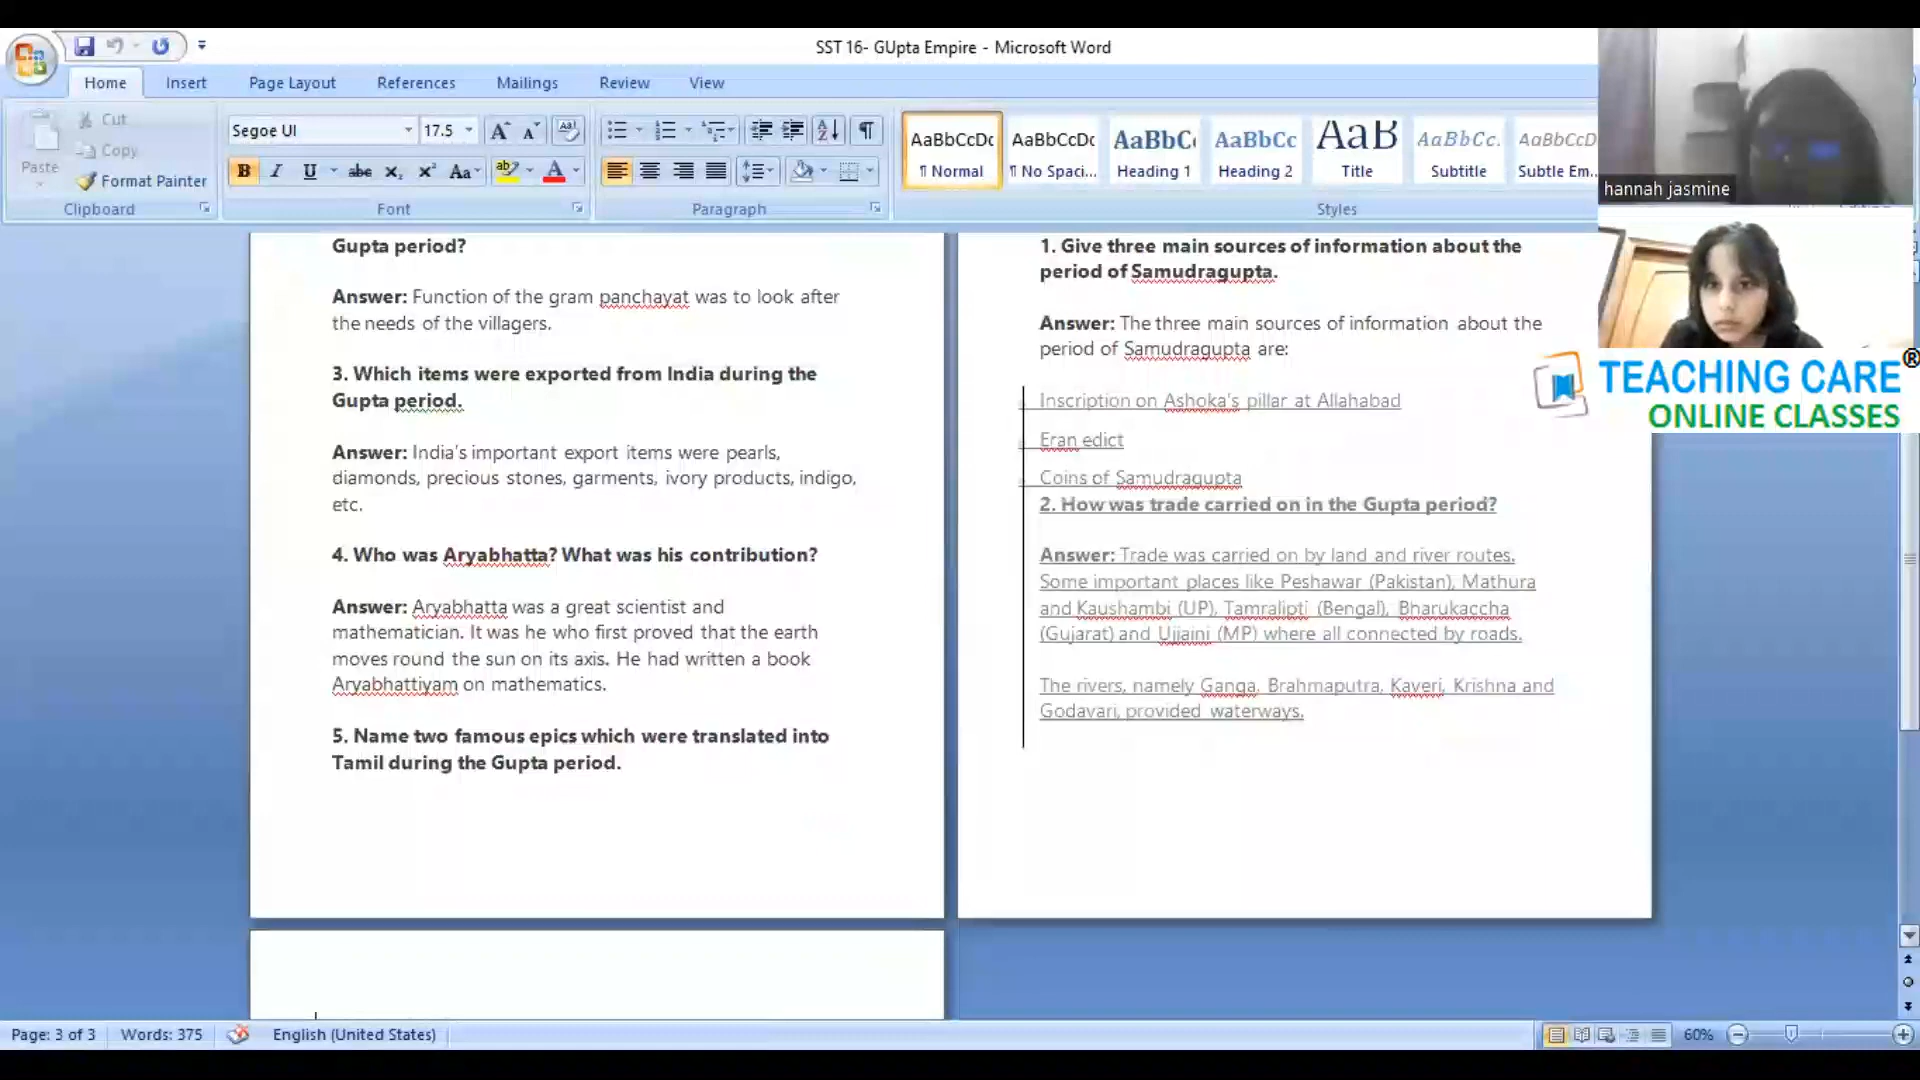 SST 16- GUpta Empire - Microsoft Word
Home Insert Page Layout References Mailings Review View
Paste
Cut
Copy
Format Painter
Clipboard
Segoe UI 17.5
B I U abe X₂ X² Aa
Font
Paragraph
AaBbCcDc AaBbCcDc AaBbC AaBbCc AaB AaBbCc. AaBbCcD
¶ Normal ¶ No Spaci... Heading 1 Heading 2 Title Subtitle Subtle Em...
Styles
hannah jasmine
TEACHING CARE ®
ONLINE CLASSES
Gupta period?
Answer: Function of the gram panchayat was to look after
the needs of the villagers.
3. Which items were exported from India during the
Gupta period.
Answer: India's important export items were pearls,
diamonds, precious stones, garments, ivory products, indigo,
etc.
4. Who was Aryabhatta? What was his contribution?
Answer: Aryabhatta was a great scientist and
mathematician. It was he who first proved that the earth
moves round the sun on its axis. He had written a book
Aryabhattiyam on mathematics.
5. Name two famous epics which were translated into
Tamil during the Gupta period.
1. Give three main sources of information about the
period of Samudragupta.
Answer: The three main sources of information about the
period of Samudragupta are:
Inscription on Ashoka's pillar at Allahabad
Eran edict
Coins of Samudragupta
2. How was trade carried on in the Gupta period?
Answer: Trade was carried on by land and river routes.
Some important places like Peshawar (Pakistan), Mathura
and Kaushambi (UP), Tamralipti (Bengal), Bharukaccha
(Gujarat) and Ujjaini (MP) where all connected by roads.
The rivers, namely Ganga, Brahmaputra, Kaveri, Krishna and
Godavari, provided waterways.
Page: 3 of 3 Words: 375 English (United States) 60%